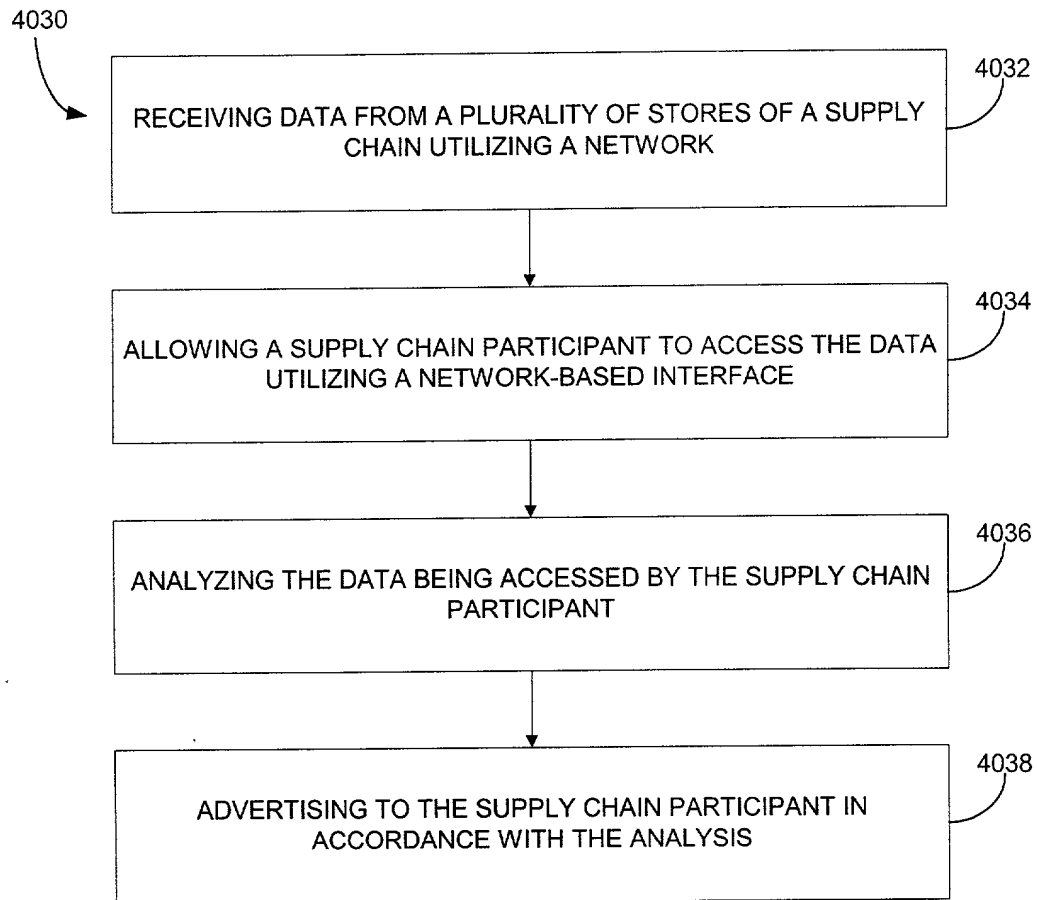 4030
4032
RECEIVING DATA FROM A PLURALITY OF STORES OF A SUPPLY
CHAIN UTILIZING A NETWORK
4034
ALLOWING A SUPPLY CHAIN PARTICIPANT TO ACCESS THE DATA
UTILIZING A NETWORK-BASED INTERFACE
4036
ANALYZING THE DATA BEING ACCESSED BY THE SUPPLY CHAIN
PARTICIPANT
4038
ADVERTISING TO THE SUPPLY CHAIN PARTICIPANT IN
ACCORDANCE WITH THE ANALYSIS